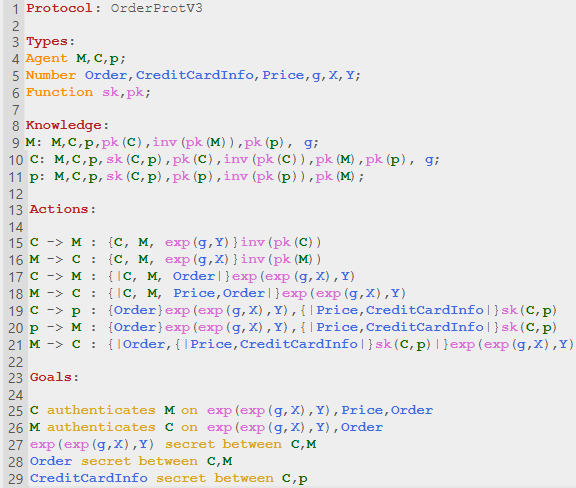 1 Protocol: OrderProtV3
2
3 Types:
4 Agent M,C,p;
5 Number Order,CreditCardInfo,Price,g,X,Y;
6 Function sk,pk;
7
8 Knowledge:
9 M: M,C,p,pk(C),inv(pk(M)),pk(p), g;
10 C: M,C,p,sk(C,p),pk(C),inv(pk(C)),pk(M),pk(p), g;
11 p: M,C,p,sk(C,p),pk(p),inv(pk(p)),pk(M);
12
13 Actions:
14
15 C -> M : {C, M, exp(g,Y)}inv(pk(C))
16 M -> C : {C, M, exp(g,X)}inv(pk(M))
17 C -> M : {|C, M, Order|}exp(exp(g,X),Y)
18 M -> C : {|C, M, Price,Order|}exp(exp(g,X),Y)
19 C -> p : {Order}exp(exp(g,X),Y),{|Price,CreditCardInfo|}sk(C,p)
20 p -> M : {Order}exp(exp(g,X),Y),{|Price,CreditCardInfo|}sk(C,p)
21 M -> C : {|Order,{|Price,CreditCardInfo|}sk(C,p)|}exp(exp(g,X),Y)
22
23 Goals:
24
25 C authenticates M on exp(exp(g,X),Y),Price,Order
26 M authenticates C on exp(exp(g,X),Y),Order
27 exp(exp(g,X),Y) secret between C,M
28 Order secret between C,M
29 CreditCardInfo secret between C,p